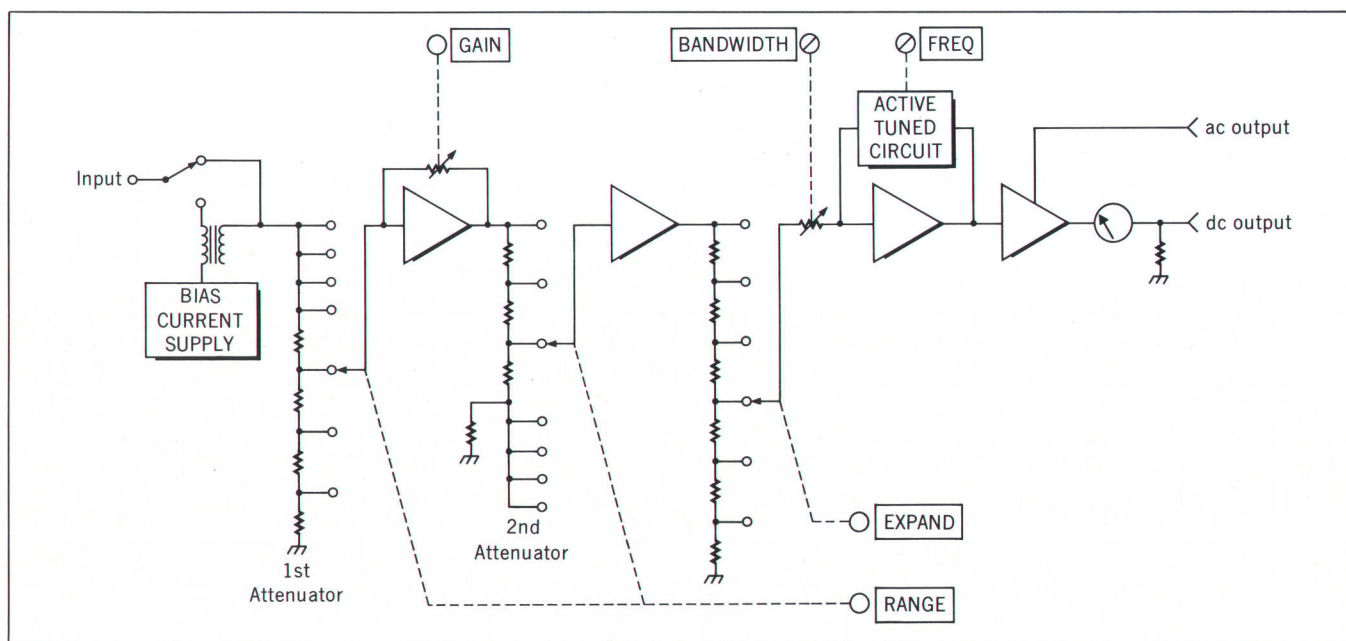 GAIN
BANDWIDTH
FREQ
ACTIVE
TUNED
CIRCUIT
ac output
Input
dc output
BIAS
CURRENT
SUPPLY
EXPAND
2nd
Attenuator
1st
Attenuator
RANGE